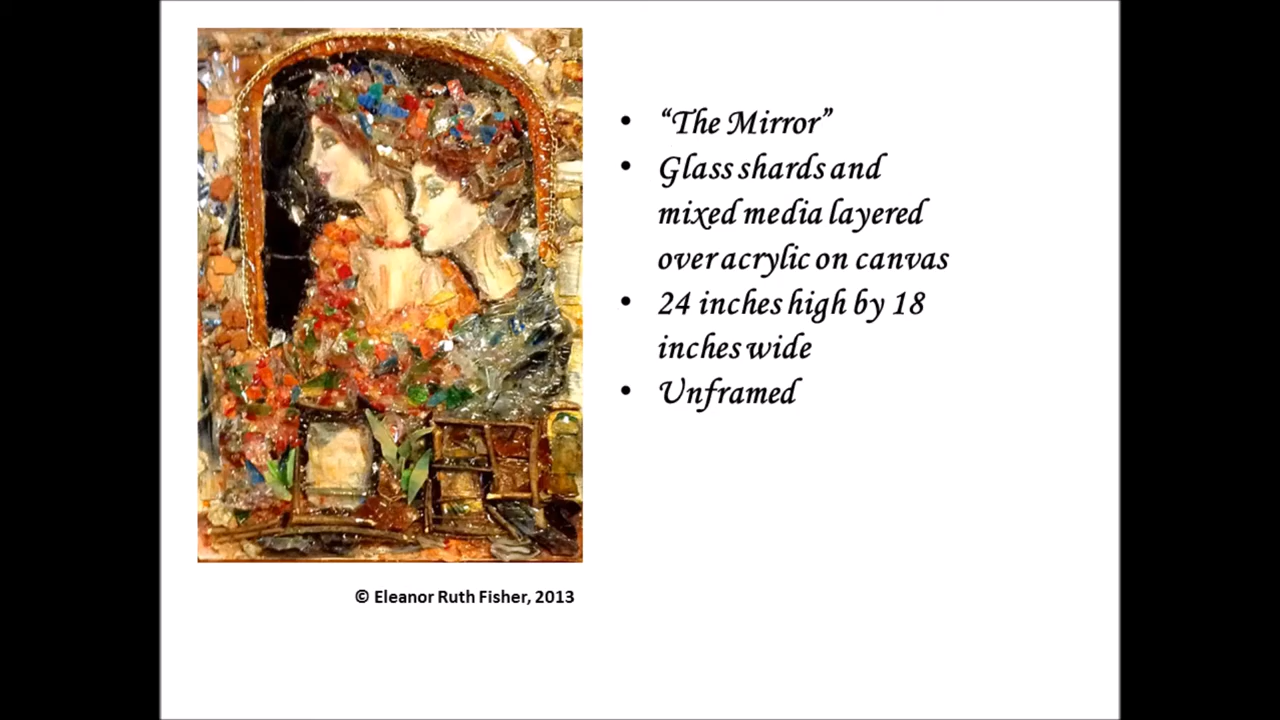 • “The Mirror”
• Glass shards and
mixed media layered
over acrylic on canvas
• 24 inches high by 18
inches wide
• Unframed
© Eleanor Ruth Fisher, 2013